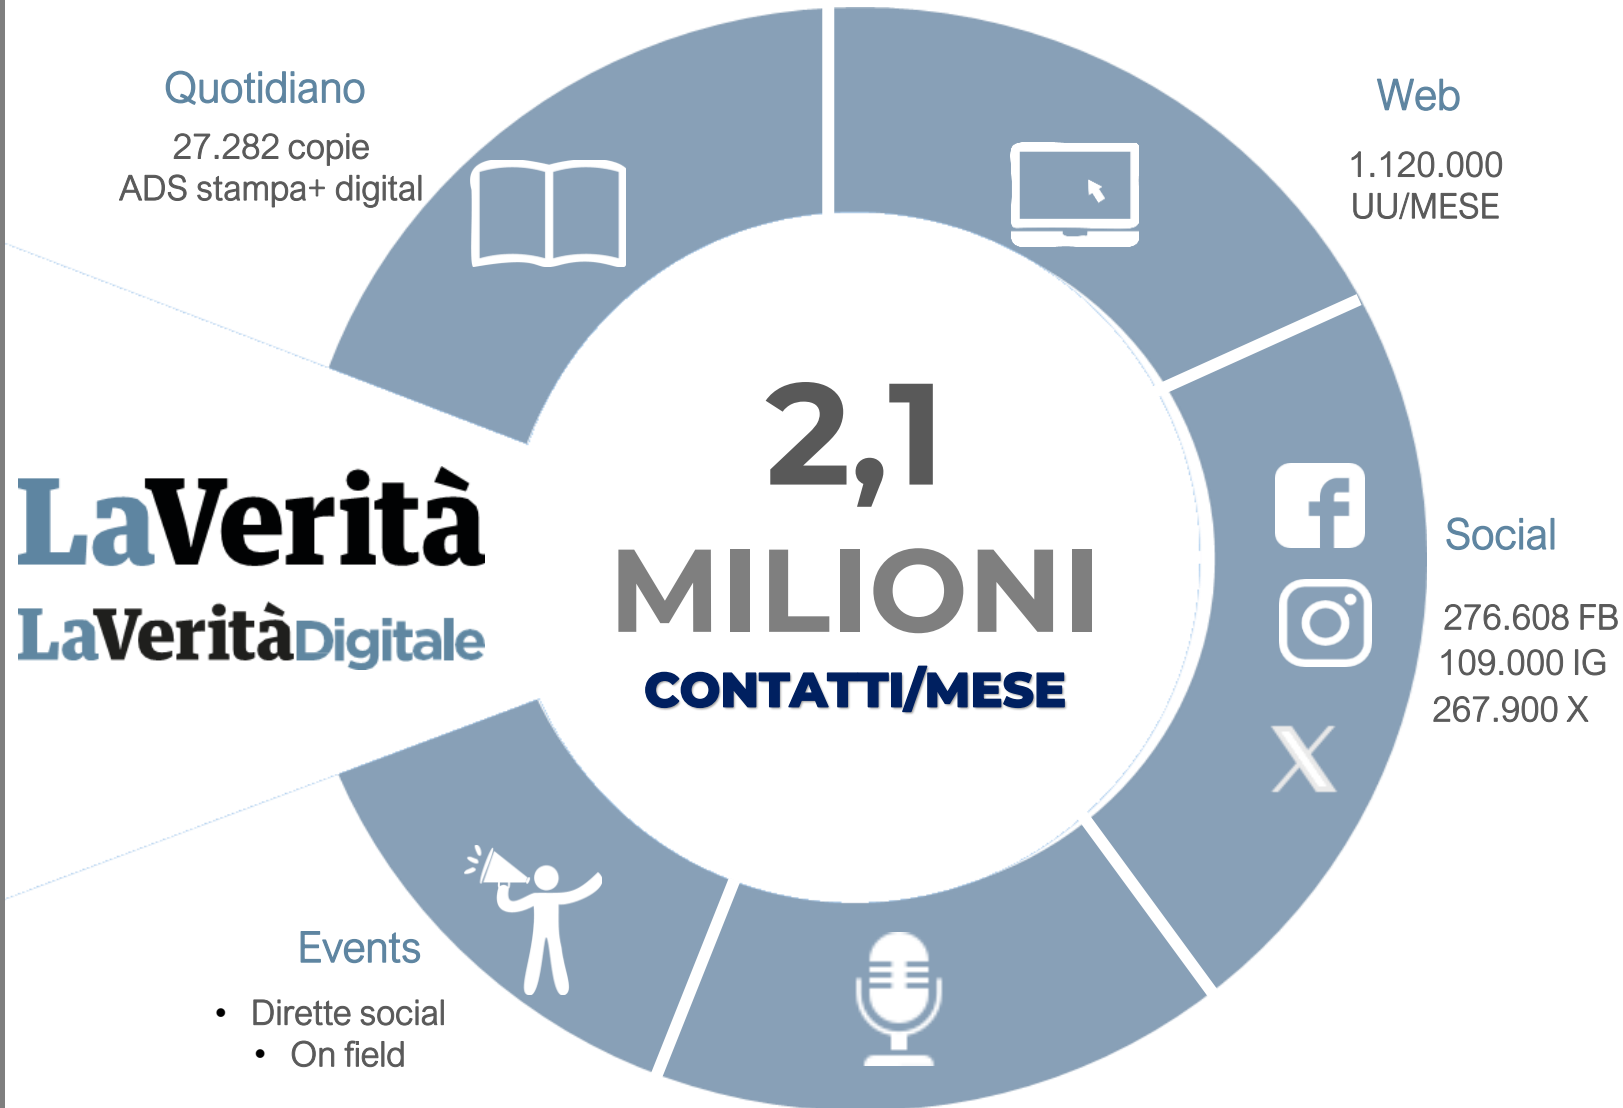 Quotidiano
27.282 copie
ADS stampa+ digital
Web
1.120.000
UU/MESE
2,1
MILIONI
CONTATTI/MESE
LaVerità
LaVeritàDigitale
Social
276.608 FB
109.000 IG
267.900 X
Events
• Dirette social
• On field